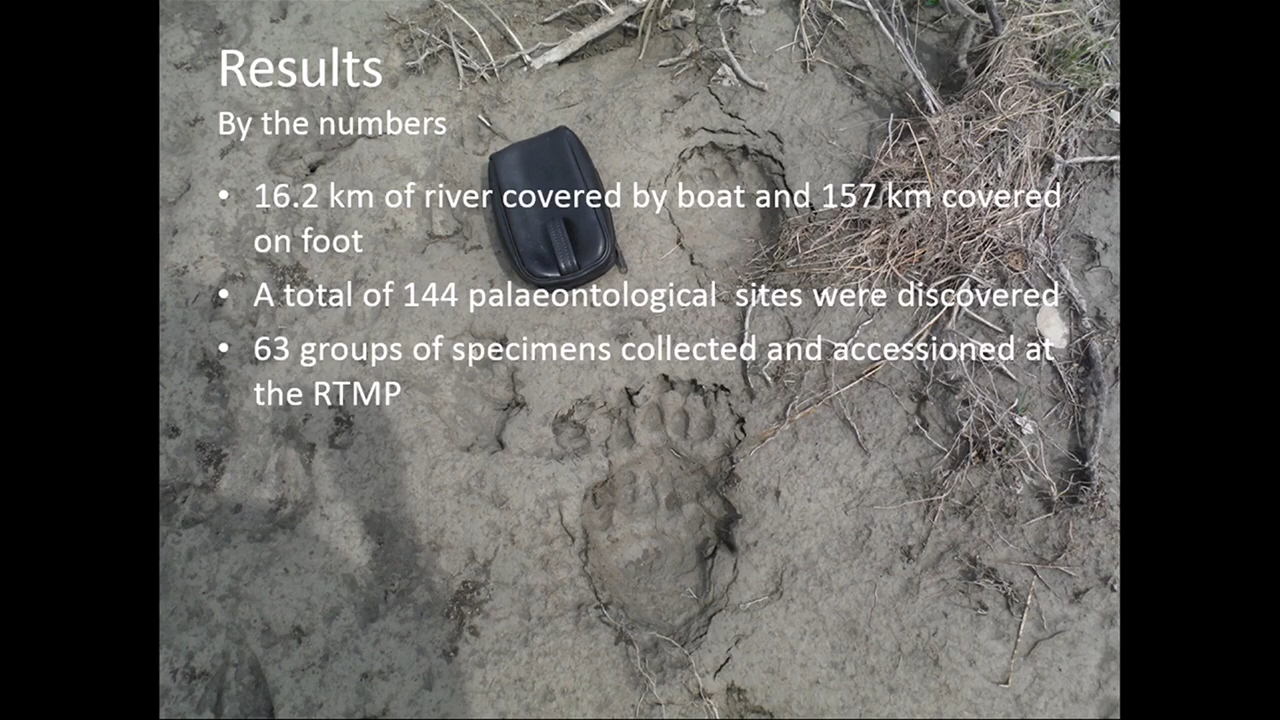 Results
By the numbers
• 16.2 km of river covered by boat and 157 km covered
on foot
• A total of 144 palaeontological  sites were discovered
• 63 groups of specimens collected and accessioned at
the RTMP